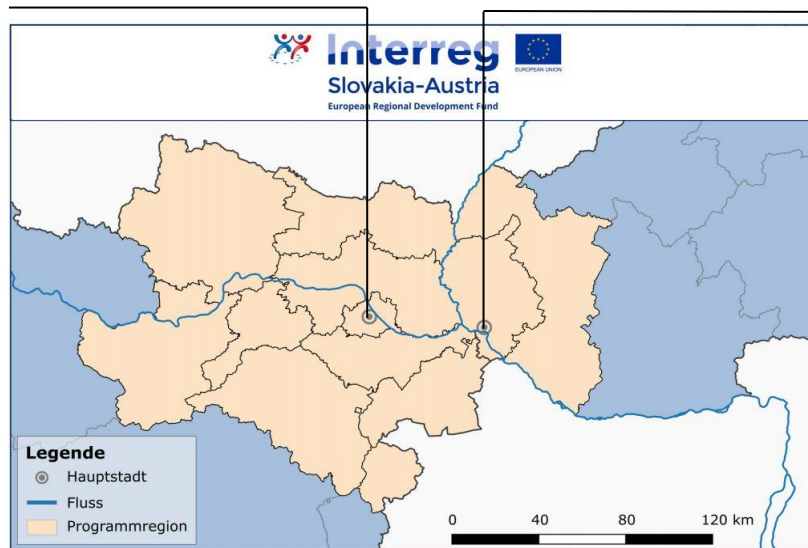 Interreg
EUROPEAN UNION
Slovakia-Austria
European Regional Development Fund
Legende
Hauptstadt
Fluss
Programmregion
0 40 80 120 km